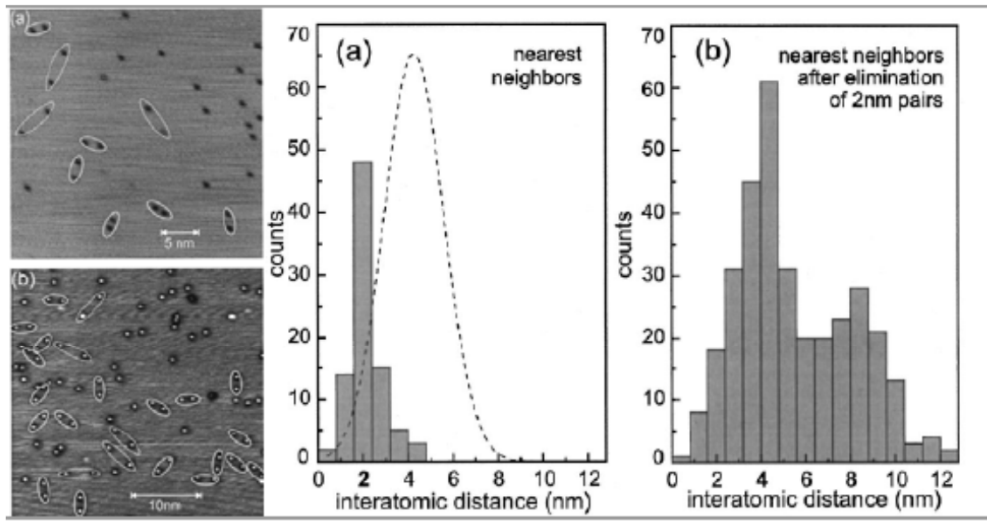 (a)
5 nm
(b)
10nm
(a)
nearest
neighbors
70
60
50
40
30
20
10
0
counts
0 2 4 6 8 10 12
interatomic distance (nm)
(b)
nearest neighbors
after elimination
of 2nm pairs
70
60
50
40
30
20
10
0
counts
0 2 4 6 8 10 12
interatomic distance (nm)